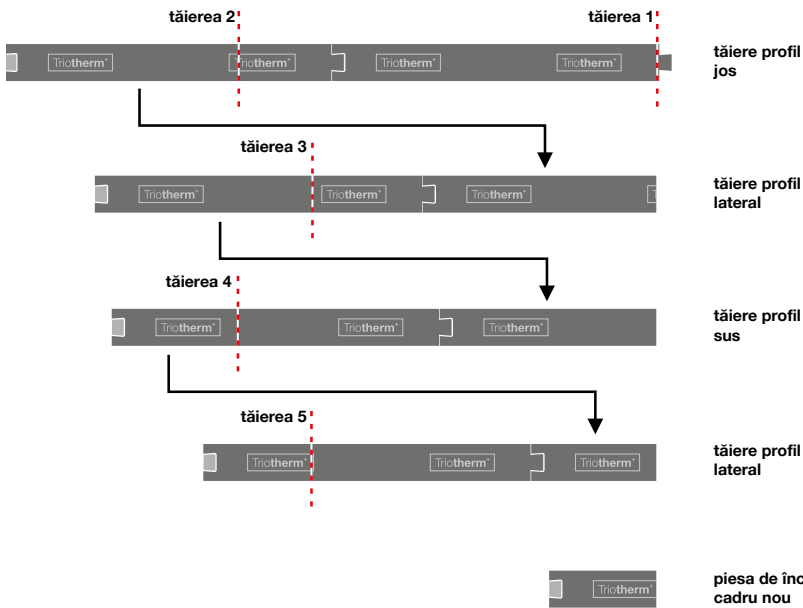 tăierea 2
tăierea 1
Triotherm+ Triotherm+ Triotherm+ Triotherm+
tăiere profil
jos
tăierea 3
Triotherm+ Triotherm+ Triotherm+ T
tăiere profil
lateral
tăierea 4
Triotherm+ Triotherm+ Triotherm+
tăiere profil
sus
tăierea 5
Triotherm+ Triotherm+ Triotherm+
tăiere profil
lateral
Triotherm+
piesa de înc
cadru nou